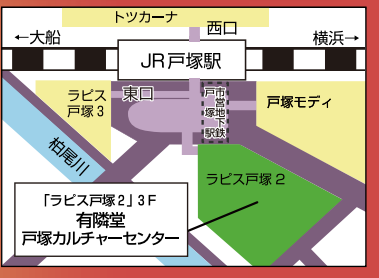 トツカーナ
西口
←大船
横浜→
JR戸塚駅
ラピス
戸塚3
東口
市営地下鉄
戸塚駅
戸塚モディ
柏尾川
ラピス戸塚2
「ラピス戸塚2」3F
有隣堂
戸塚カルチャーセンター